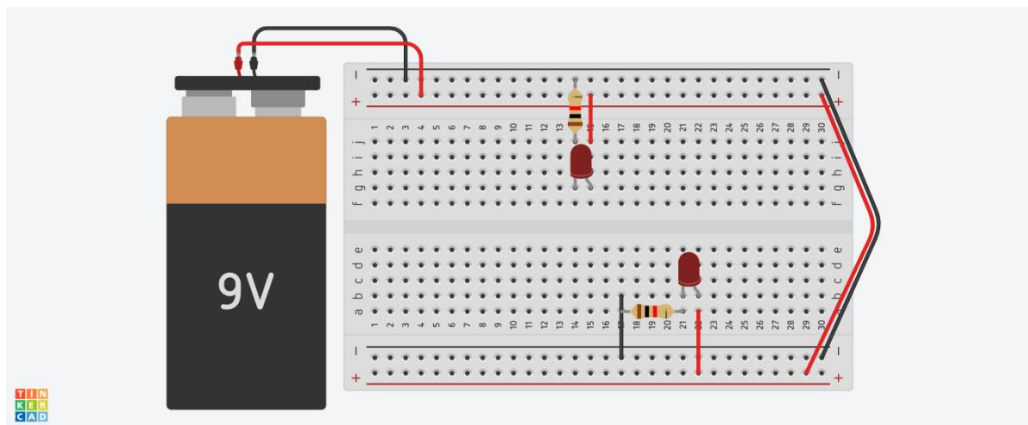 − −
+ +
1 2 3 4 5 6 7 8 9 10 11 12 13 15 16 17 18 19 20 21 22 23 24 25 26 27 28 29 30
j
i i
h h
g g
f f
9V
e e
d d
c c
b b
a
1 2 3 4 5 6 7 8 9 10 11 12 13 14 15 16 18 19 20 21 22 23 24 25 26 27 28 29 30
− −
+ +
TIN
KER
CAD